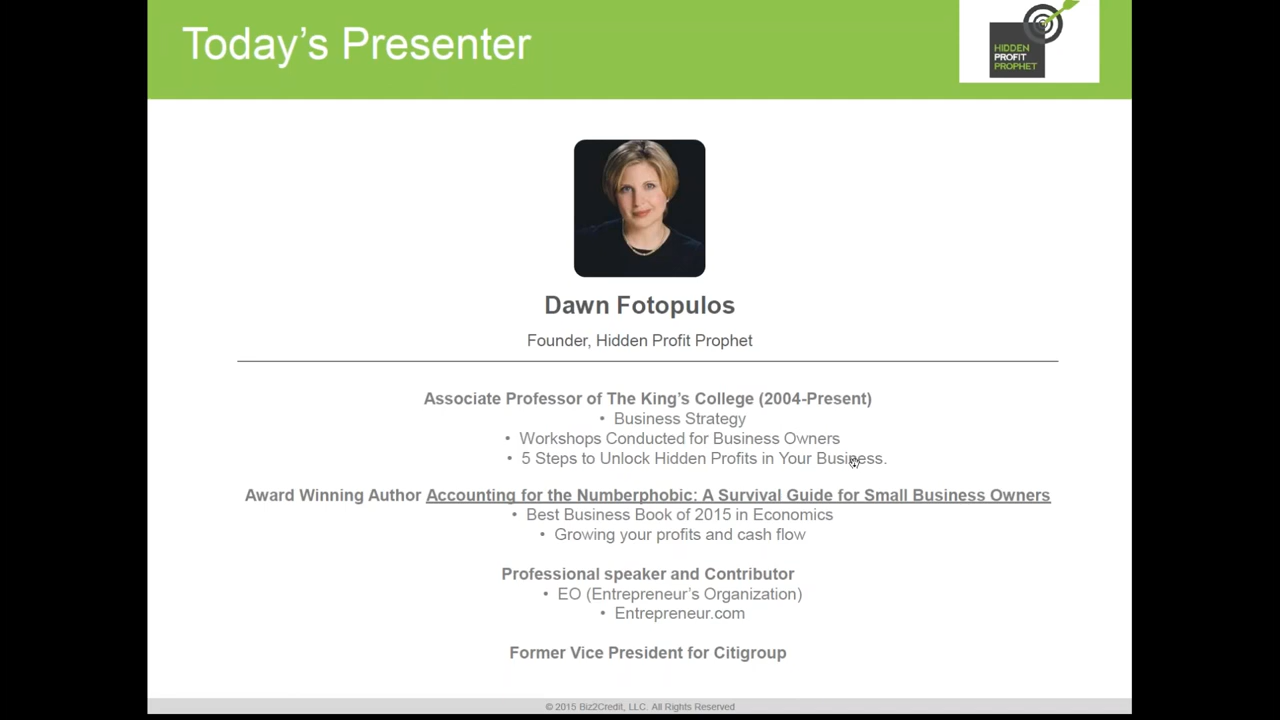 Today's Presenter
HIDDEN
PROFIT
PROPHET
Dawn Fotopulos
Founder, Hidden Profit Prophet
Associate Professor of The King's College (2004-Present)
• Business Strategy
• Workshops Conducted for Business Owners
• 5 Steps to Unlock Hidden Profits in Your Business.
Award Winning Author Accounting for the Numberphobic: A Survival Guide for Small Business Owners
• Best Business Book of 2015 in Economics
• Growing your profits and cash flow
Professional speaker and Contributor
• EO (Entrepreneur's Organization)
• Entrepreneur.com
Former Vice President for Citigroup
© 2015 Biz2Credit, LLC. All Rights Reserved